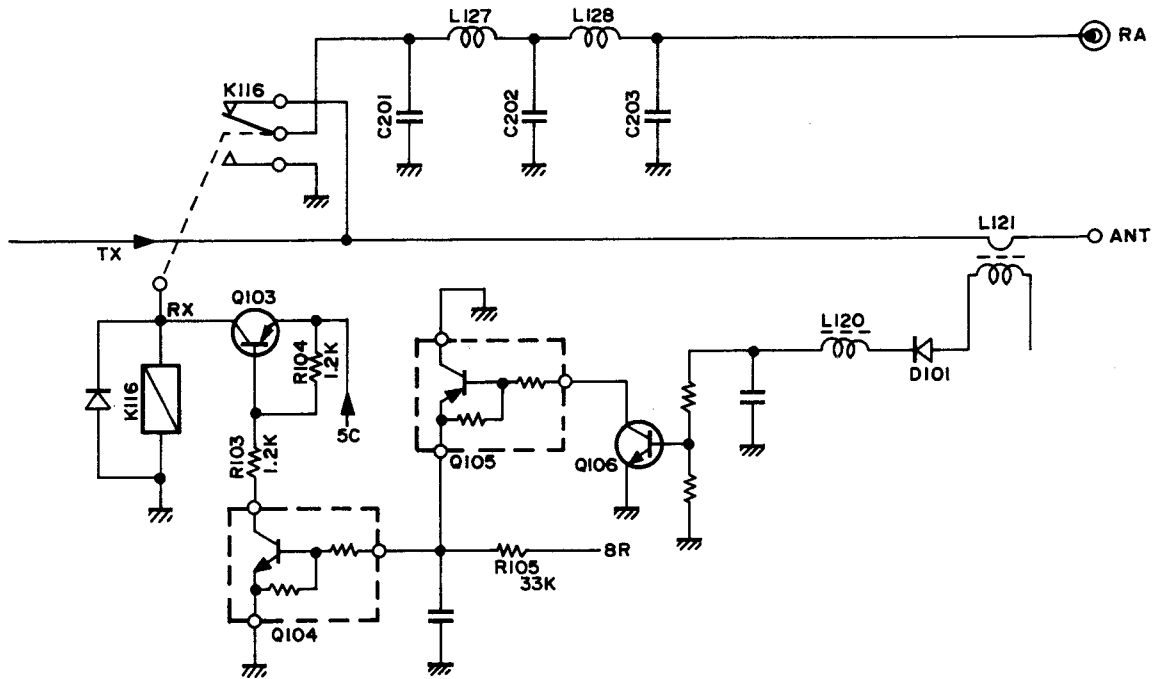 L127
L128
RA
K116
C201
C202
C203
TX
L121
ANT
RX
Q103
R104
1.2K
5C
K116
R103
1.2K
L120
D101
Q105
Q106
8R
R105
33K
Q104